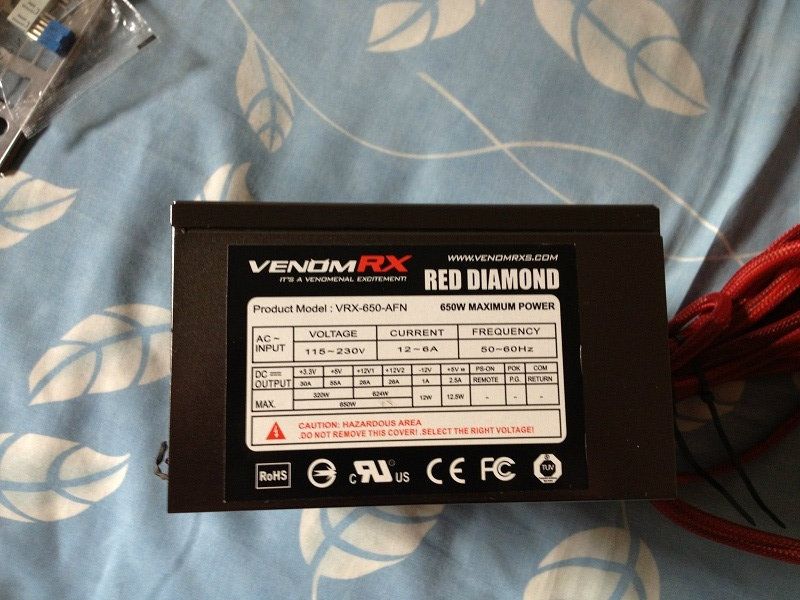 VENOMRX WWW.VENOMRXS.COM
IT'S A VENOMENAL EXCITEMENT! RED DIAMOND
Product Model : VRX-650-AFN 650W MAXIMUM POWER
AC ~ INPUT VOLTAGE CURRENT FREQUENCY
115~230V 12~6A 50~60Hz
DC OUTPUT +3.3V +5V +12V1 +12V2 -12V +5V SB PS-ON POK COM
30A 55A 26A 26A 1A 2.5A REMOTE P.G. RETURN
MAX. 320W 624W 12W 12.5W - - -
650W
CAUTION: HAZARDOUS AREA
.DO NOT REMOVE THIS COVER! .SELECT THE RIGHT VOLTAGE!
RoHS c RU US CE FC TUV